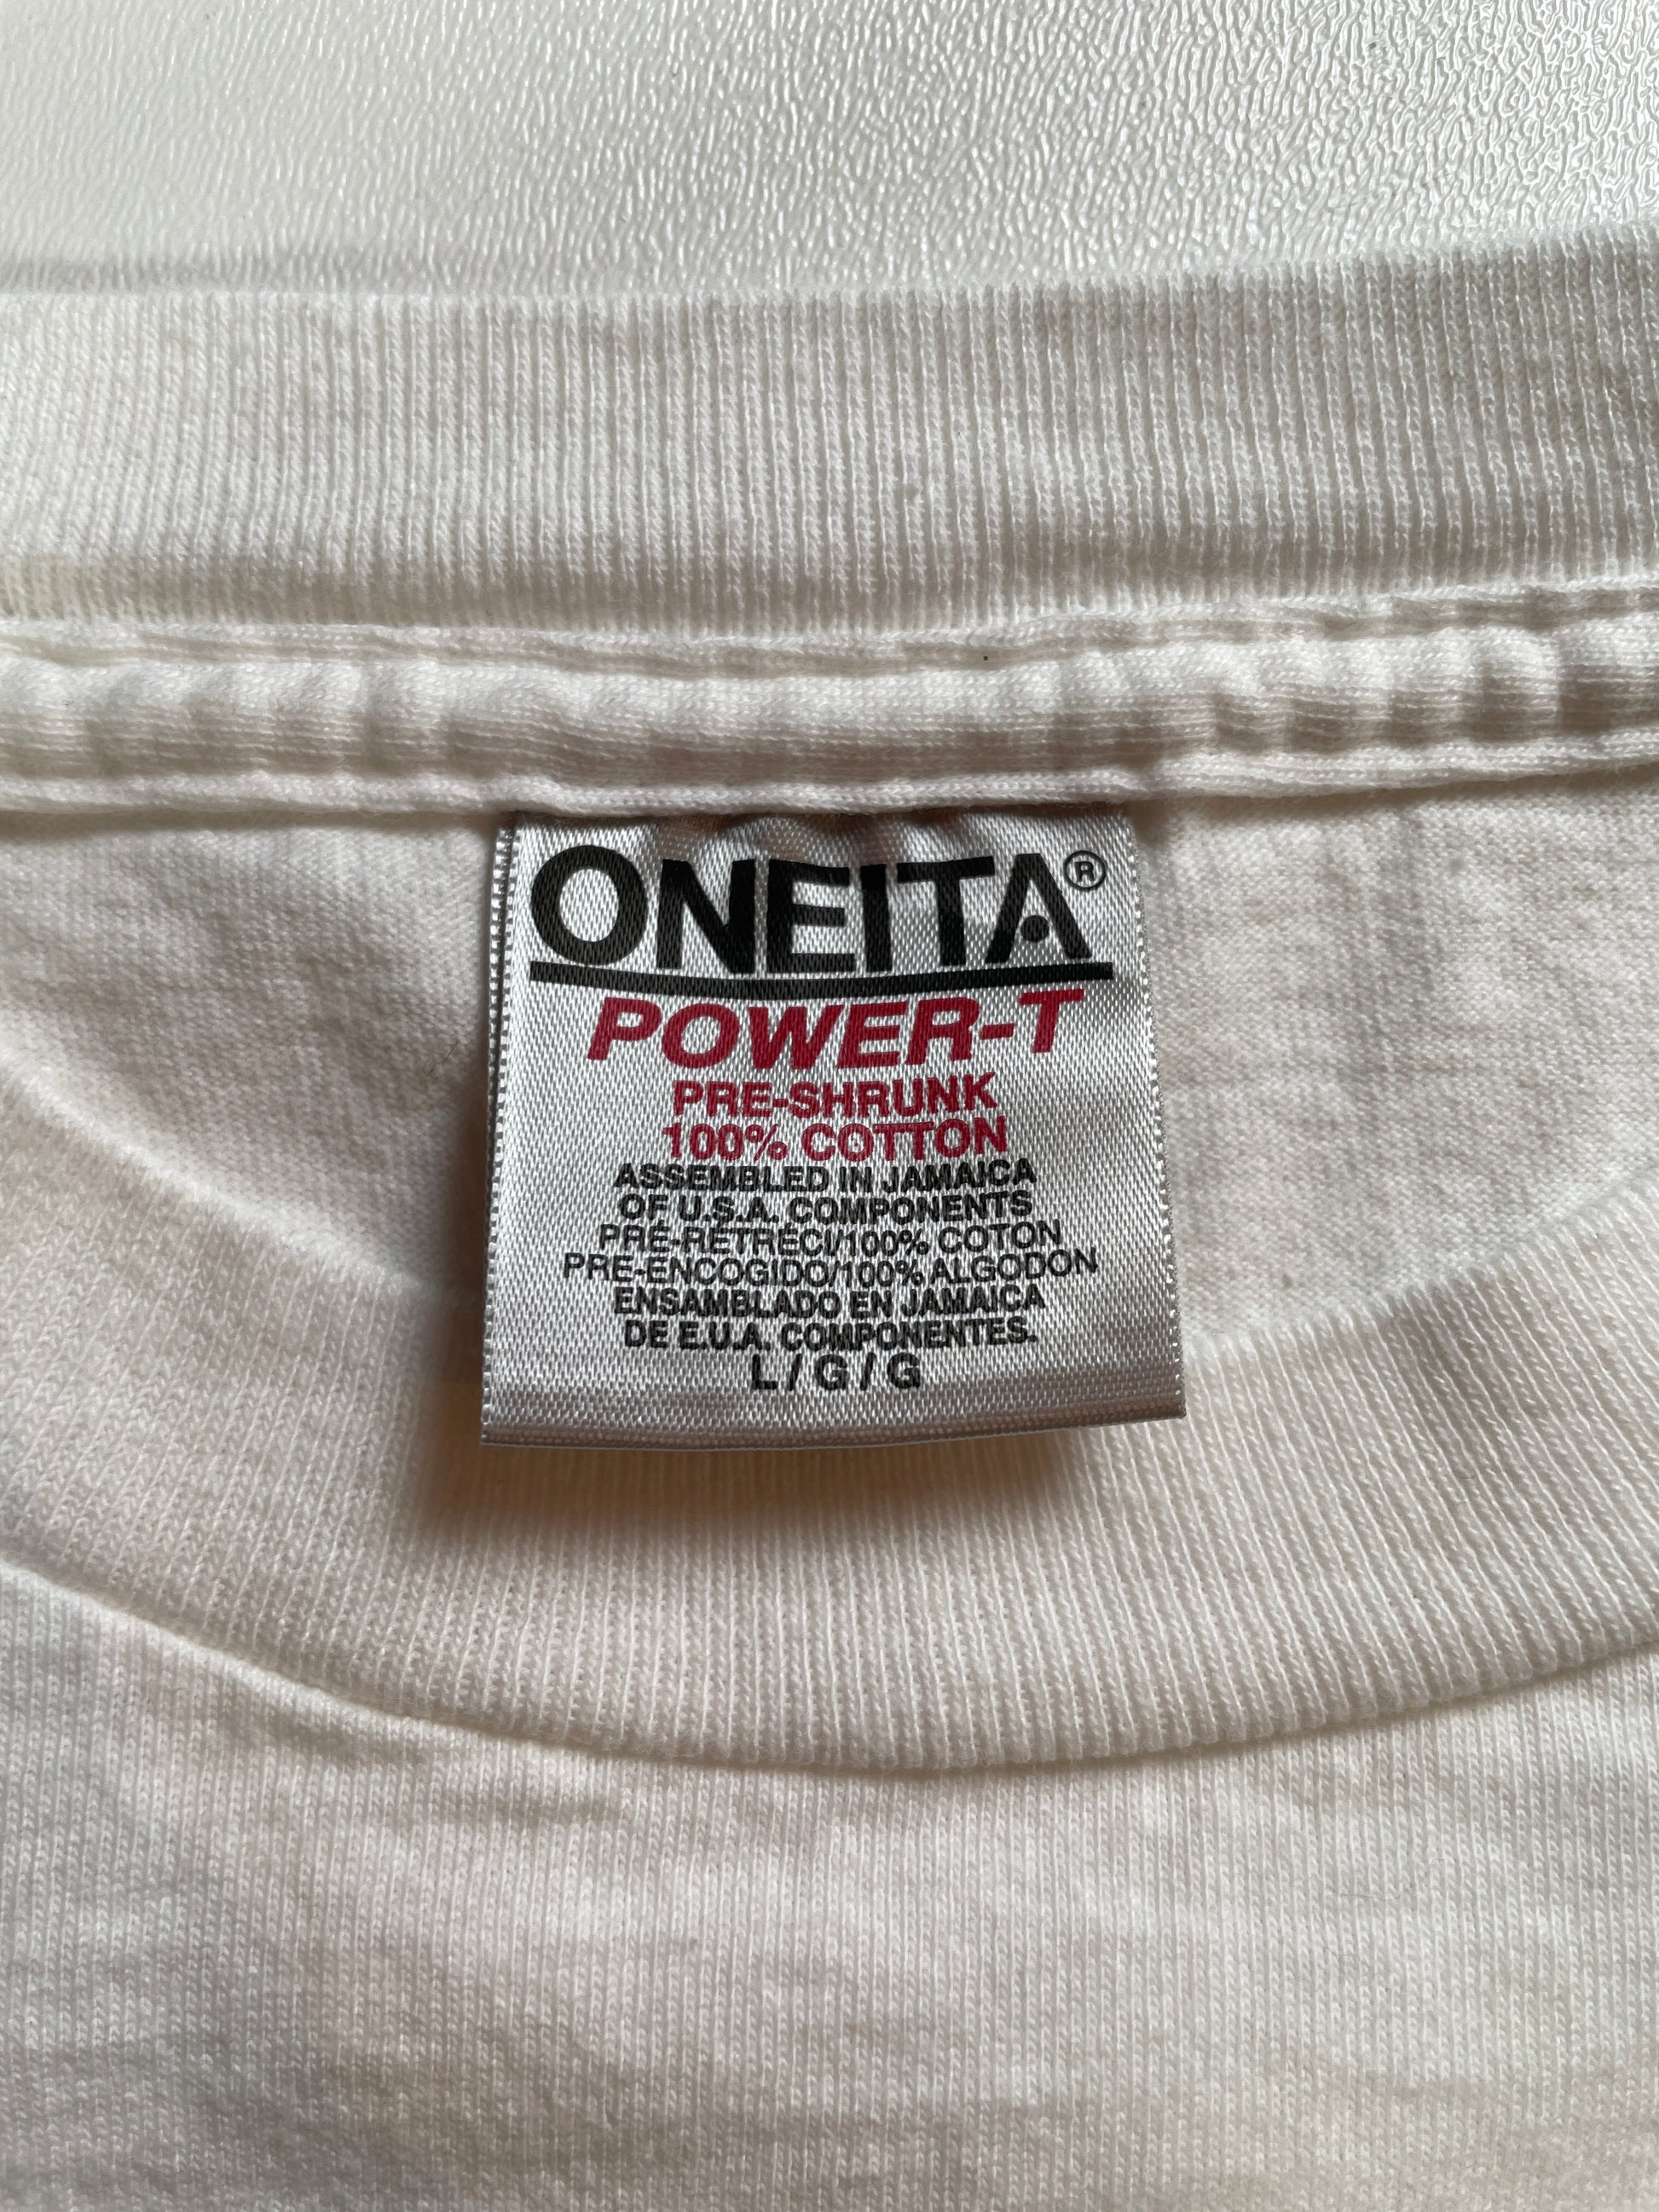 ONEITA®
POWER-T
PRE-SHRUNK
100% COTTON
ASSEMBLED IN JAMAICA
OF U.S.A. COMPONENTS
PRÉ-RÉTRÉCI/100% COTON
PRE-ENCOGIDO/100% ALGODON
ENSAMBLADO EN JAMAICA
DE E.U.A. COMPONENTES.
L/G/G